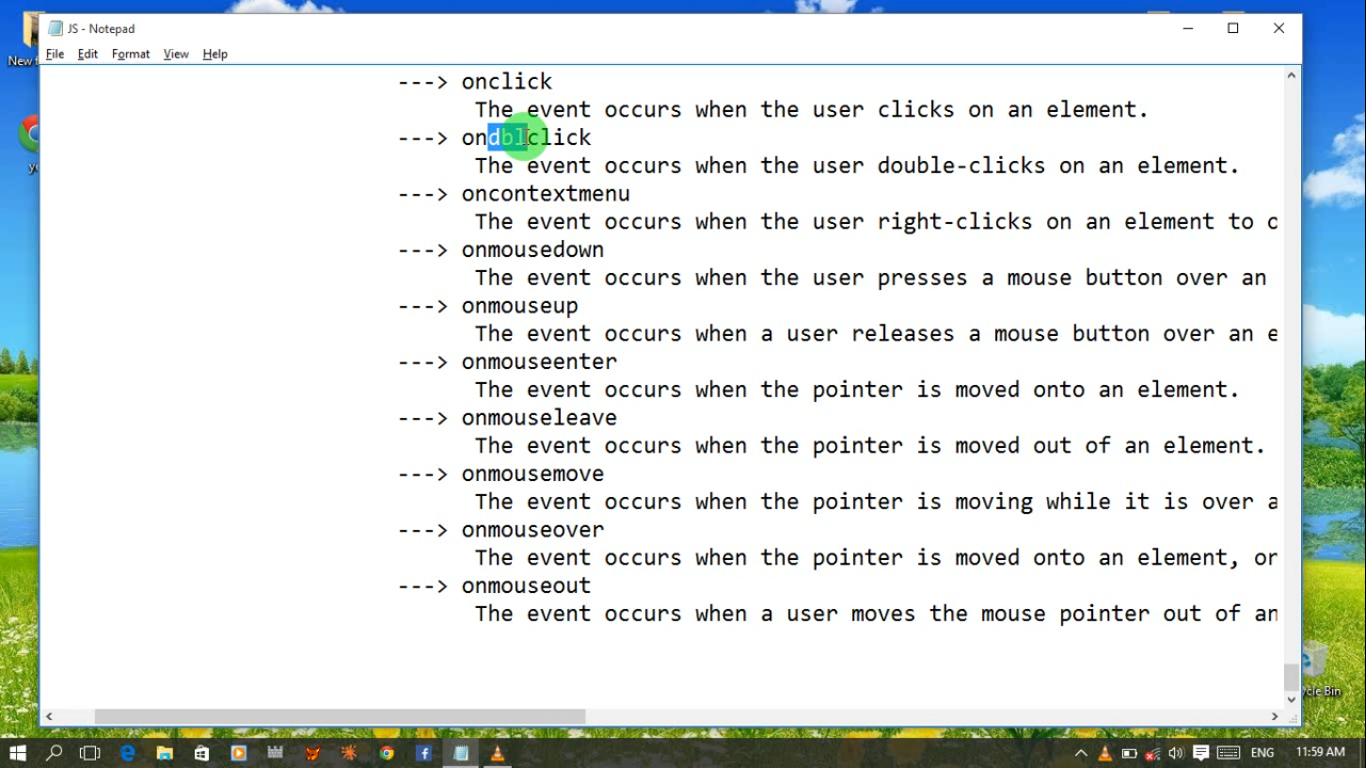 New f
JS - Notepad
File Edit Format View Help
---> onclick
The event occurs when the user clicks on an element.
---> ondblclick
The event occurs when the user double-clicks on an element.
---> oncontextmenu
The event occurs when the user right-clicks on an element to o
---> onmousedown
The event occurs when the user presses a mouse button over an
---> onmouseup
The event occurs when a user releases a mouse button over an e
---> onmouseenter
The event occurs when the pointer is moved onto an element.
---> onmouseleave
The event occurs when the pointer is moved out of an element.
---> onmousemove
The event occurs when the pointer is moving while it is over a
---> onmouseover
The event occurs when the pointer is moved onto an element, or
---> onmouseout
The event occurs when a user moves the mouse pointer out of an
cle Bin
ENG 11:59 AM